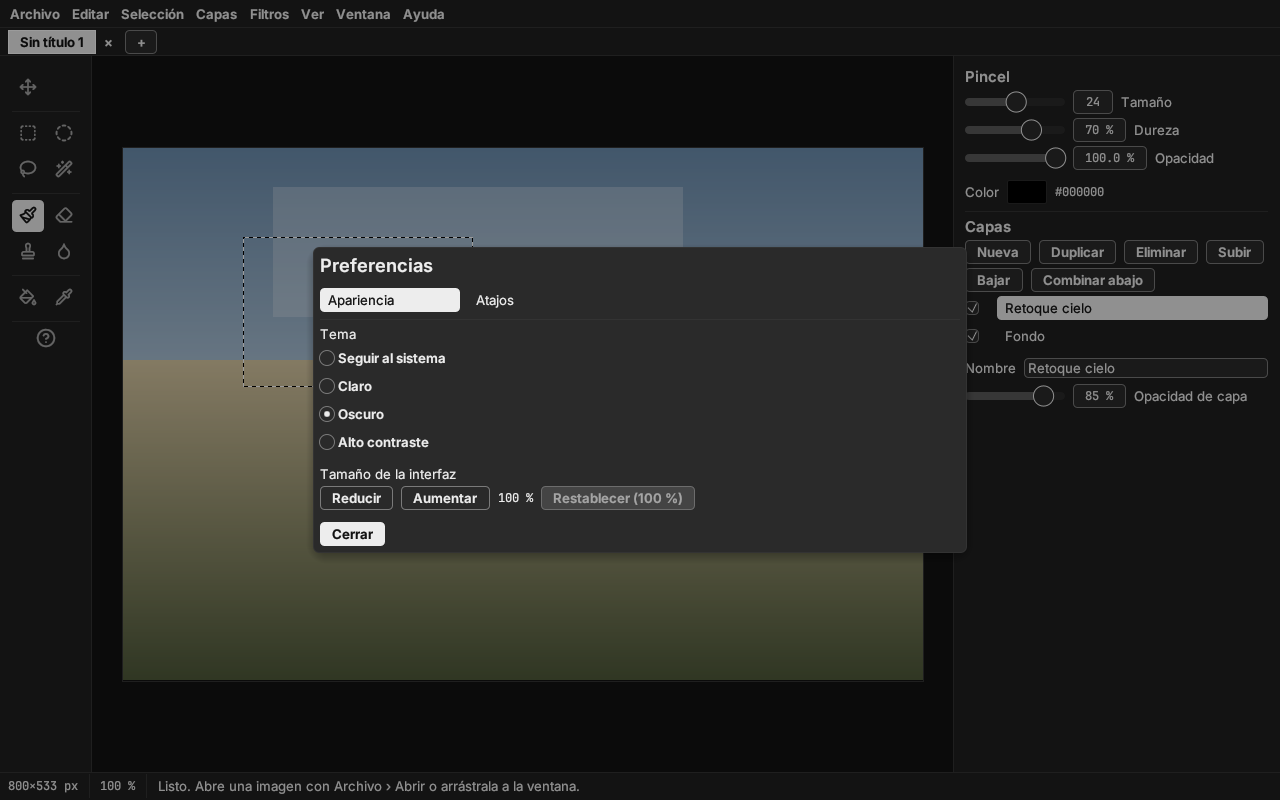 Archivo Editar Selección Capas Filtros Ver Ventana Ayuda
Sin título 1 × +
Pincel
24 Tamaño
70 % Dureza
100.0 % Opacidad
Color #000000
Capas
Nueva Duplicar Eliminar Subir
Bajar Combinar abajo
Retoque cielo
Fondo
Nombre Retoque cielo
85 % Opacidad de capa
Preferencias
Apariencia Atajos
Tema
Seguir al sistema
Claro
Oscuro
Alto contraste
Tamaño de la interfaz
Reducir Aumentar 100 % Restablecer (100 %)
Cerrar
800×533 px 100 % Listo. Abre una imagen con Archivo › Abrir o arrástrala a la ventana.